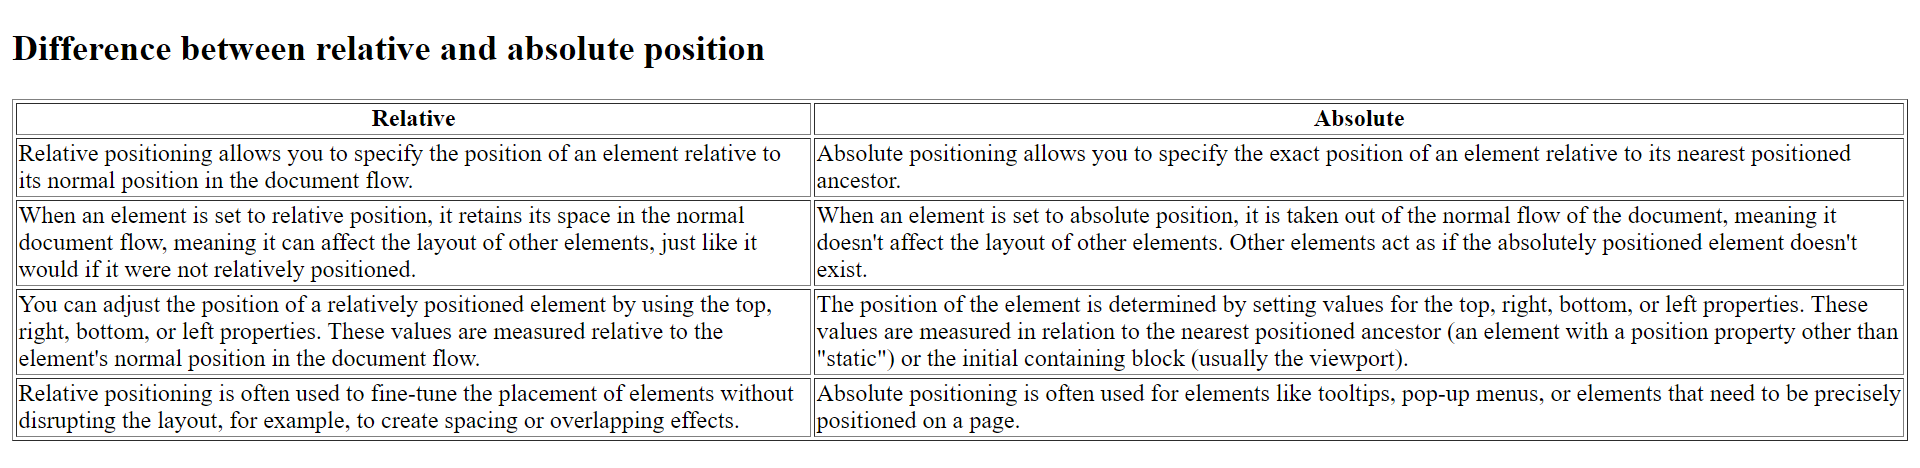 Difference between relative and absolute position
Relative
Absolute
Relative positioning allows you to specify the position of an element relative to
its normal position in the document flow.
Absolute positioning allows you to specify the exact position of an element relative to its nearest positioned
ancestor.
When an element is set to relative position, it retains its space in the normal
document flow, meaning it can affect the layout of other elements, just like it
would if it were not relatively positioned.
When an element is set to absolute position, it is taken out of the normal flow of the document, meaning it
doesn't affect the layout of other elements. Other elements act as if the absolutely positioned element doesn't
exist.
You can adjust the position of a relatively positioned element by using the top,
right, bottom, or left properties. These values are measured relative to the
element's normal position in the document flow.
The position of the element is determined by setting values for the top, right, bottom, or left properties. These
values are measured in relation to the nearest positioned ancestor (an element with a position property other than
"static") or the initial containing block (usually the viewport).
Relative positioning is often used to fine-tune the placement of elements without
disrupting the layout, for example, to create spacing or overlapping effects.
Absolute positioning is often used for elements like tooltips, pop-up menus, or elements that need to be precisely
positioned on a page.